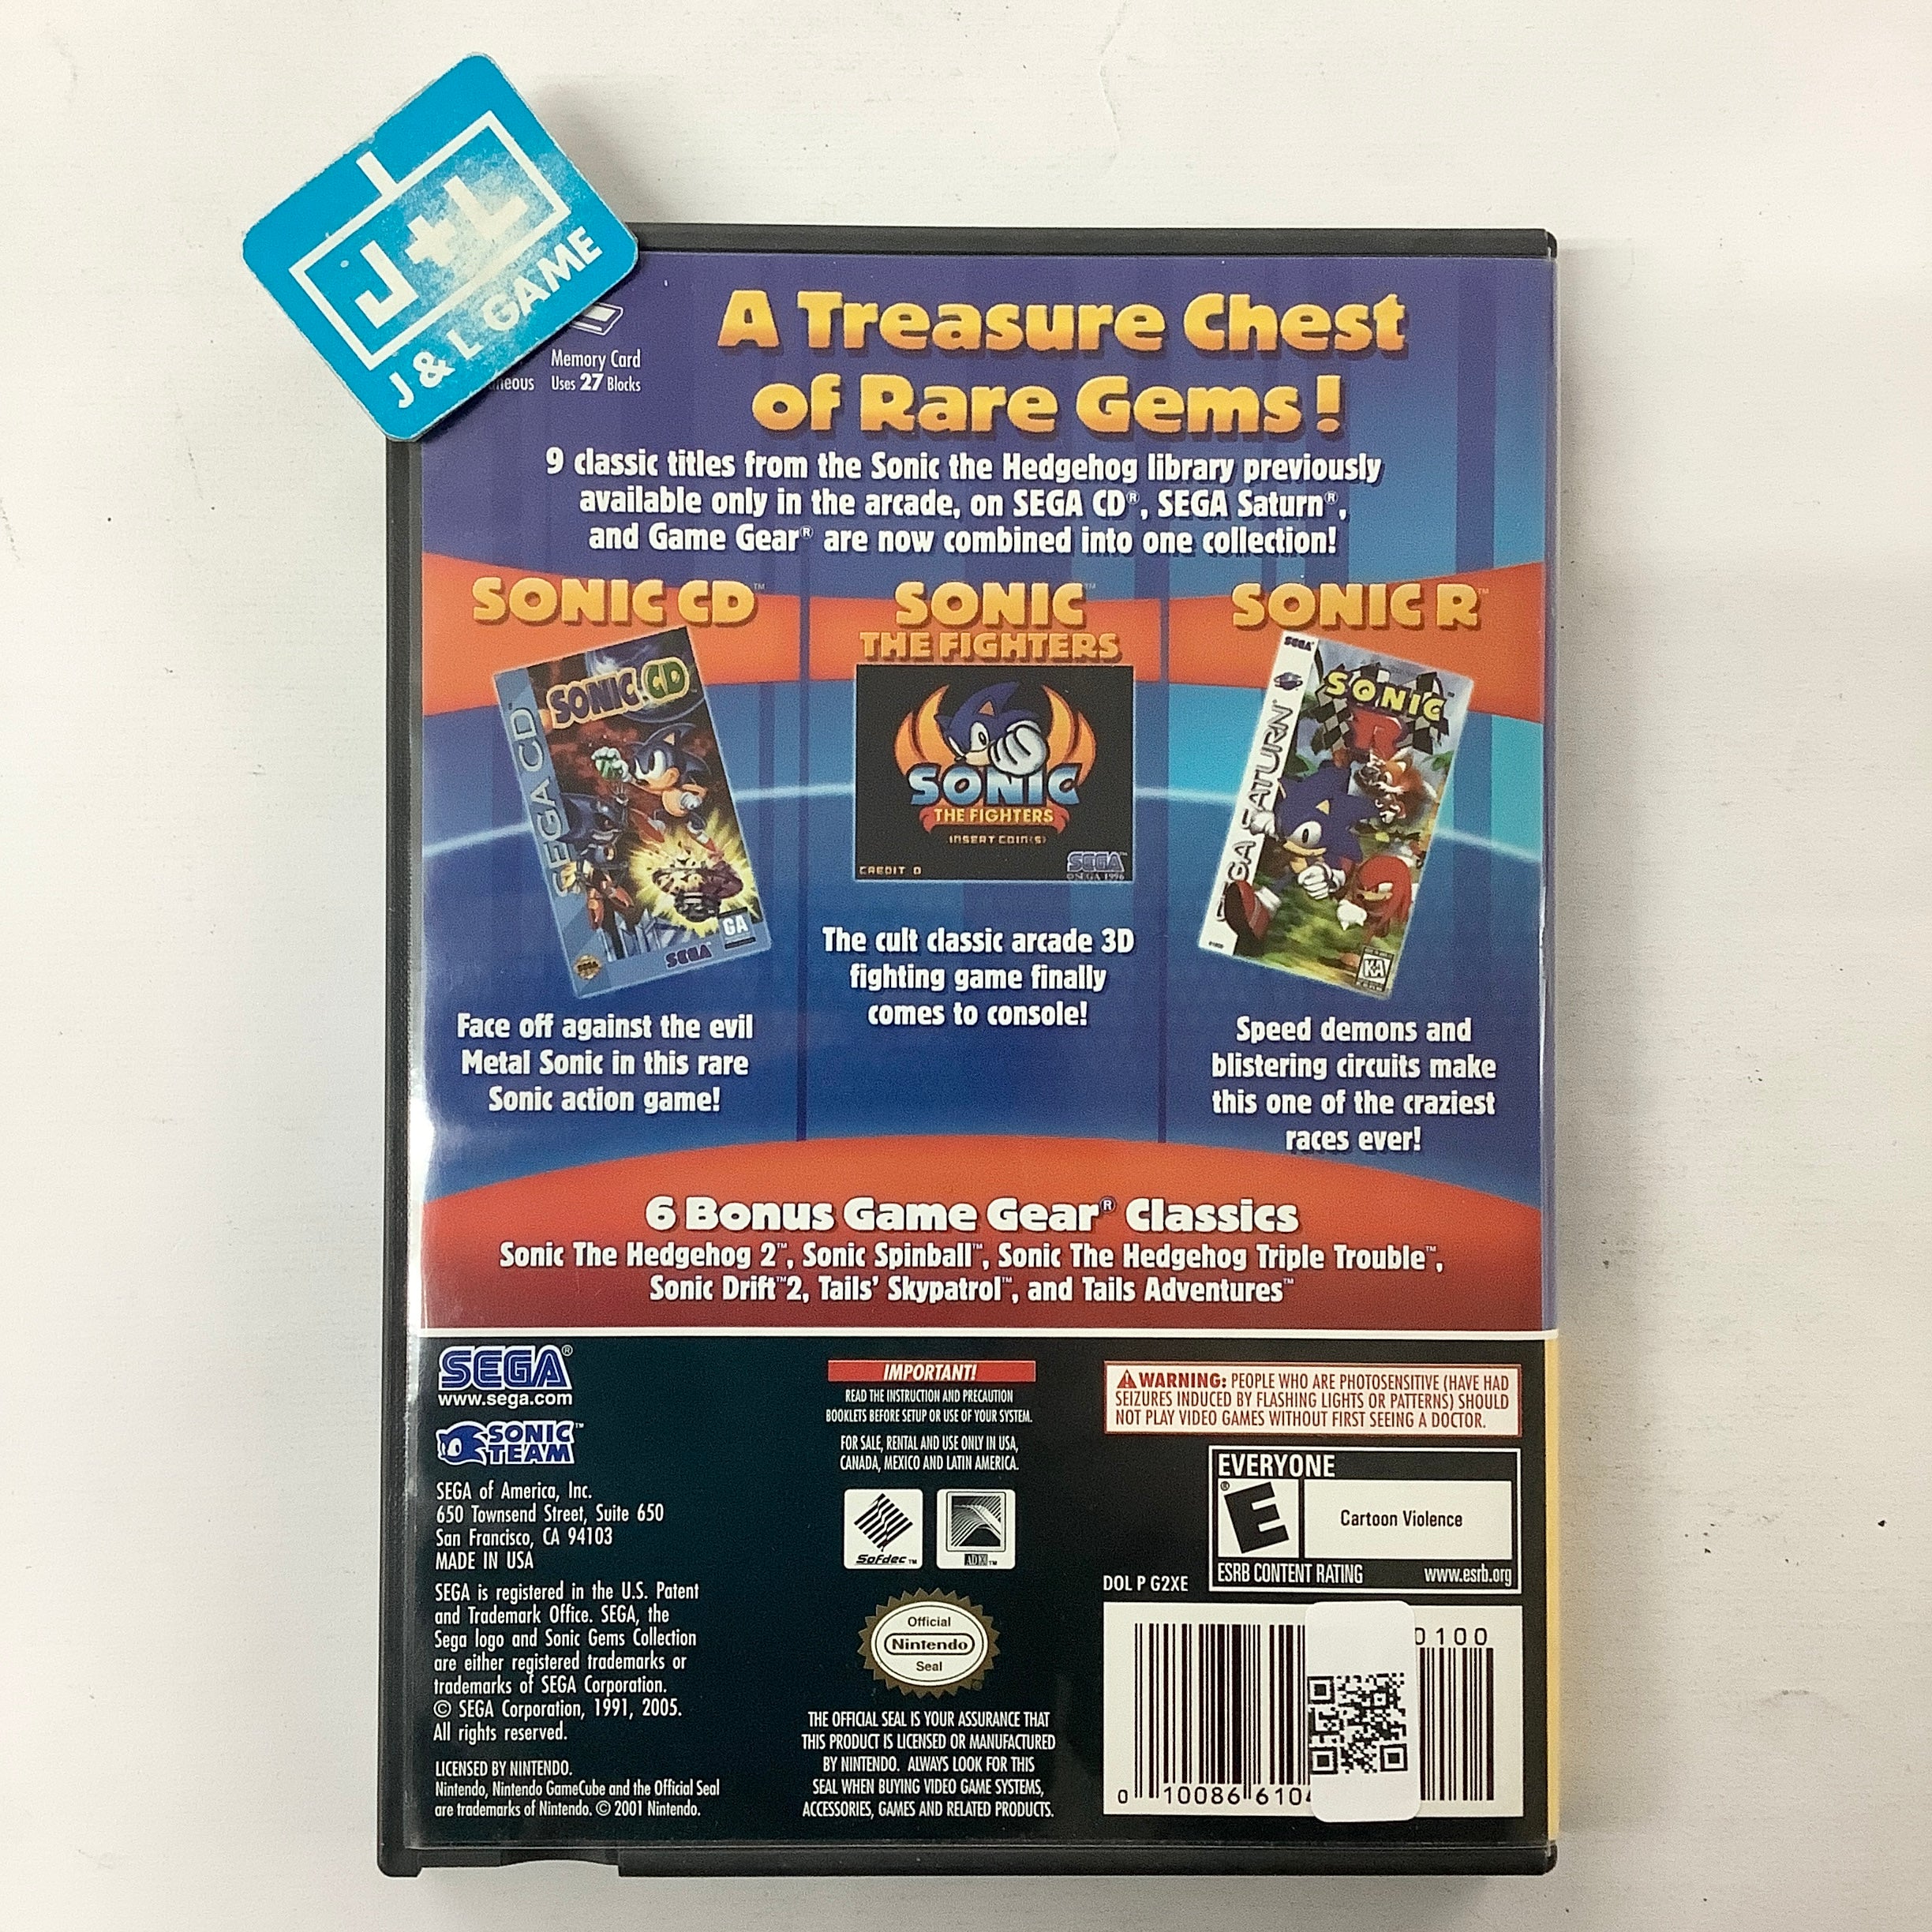 J+L
J & L GAME
Memory Card
Uses 27 Blocks
A Treasure Chest
of Rare Gems!
9 classic titles from the Sonic the Hedgehog library previously
available only in the arcade, on SEGA CD®, SEGA Saturn®,
and Game Gear® are now combined into one collection!
SONIC CD™
SONIC™
THE FIGHTERS
SONIC R™
SEGA CD
SONIC CD
GA
SEGA
SONIC
THE FIGHTERS
INSERT COIN(S)
CREDIT 0
SEGA™
©SEGA 1996
SEGA
SEGA SATURN
SONIC
R
K-A
The cult classic arcade 3D
fighting game finally
comes to console!
Face off against the evil
Metal Sonic in this rare
Sonic action game!
Speed demons and
blistering circuits make
this one of the craziest
races ever!
6 Bonus Game Gear® Classics
Sonic The Hedgehog 2™, Sonic Spinball™, Sonic The Hedgehog Triple Trouble™,
Sonic Drift™2, Tails' Skypatrol™, and Tails Adventures™
SEGA®
www.sega.com
SONIC
TEAM™
SEGA of America, Inc.
650 Townsend Street, Suite 650
San Francisco, CA 94103
MADE IN USA
SEGA is registered in the U.S. Patent
and Trademark Office. SEGA, the
Sega logo and Sonic Gems Collection
are either registered trademarks or
trademarks of SEGA Corporation.
© SEGA Corporation, 1991, 2005.
All rights reserved.
LICENSED BY NINTENDO.
Nintendo, Nintendo GameCube and the Official Seal
are trademarks of Nintendo. © 2001 Nintendo.
IMPORTANT!
READ THE INSTRUCTION AND PRECAUTION
BOOKLETS BEFORE SETUP OR USE OF YOUR SYSTEM.
FOR SALE, RENTAL AND USE ONLY IN USA,
CANADA, MEXICO AND LATIN AMERICA.
Sofdec™
ADX™
Official
Nintendo
Seal
THE OFFICIAL SEAL IS YOUR ASSURANCE THAT
THIS PRODUCT IS LICENSED OR MANUFACTURED
BY NINTENDO. ALWAYS LOOK FOR THIS
SEAL WHEN BUYING VIDEO GAME SYSTEMS,
ACCESSORIES, GAMES AND RELATED PRODUCTS.
WARNING: PEOPLE WHO ARE PHOTOSENSITIVE (HAVE HAD
SEIZURES INDUCED BY FLASHING LIGHTS OR PATTERNS) SHOULD
NOT PLAY VIDEO GAMES WITHOUT FIRST SEEING A DOCTOR.
EVERYONE
E®
Cartoon Violence
ESRB CONTENT RATING www.esrb.org
DOL P G2XE
0100
0 10086 610